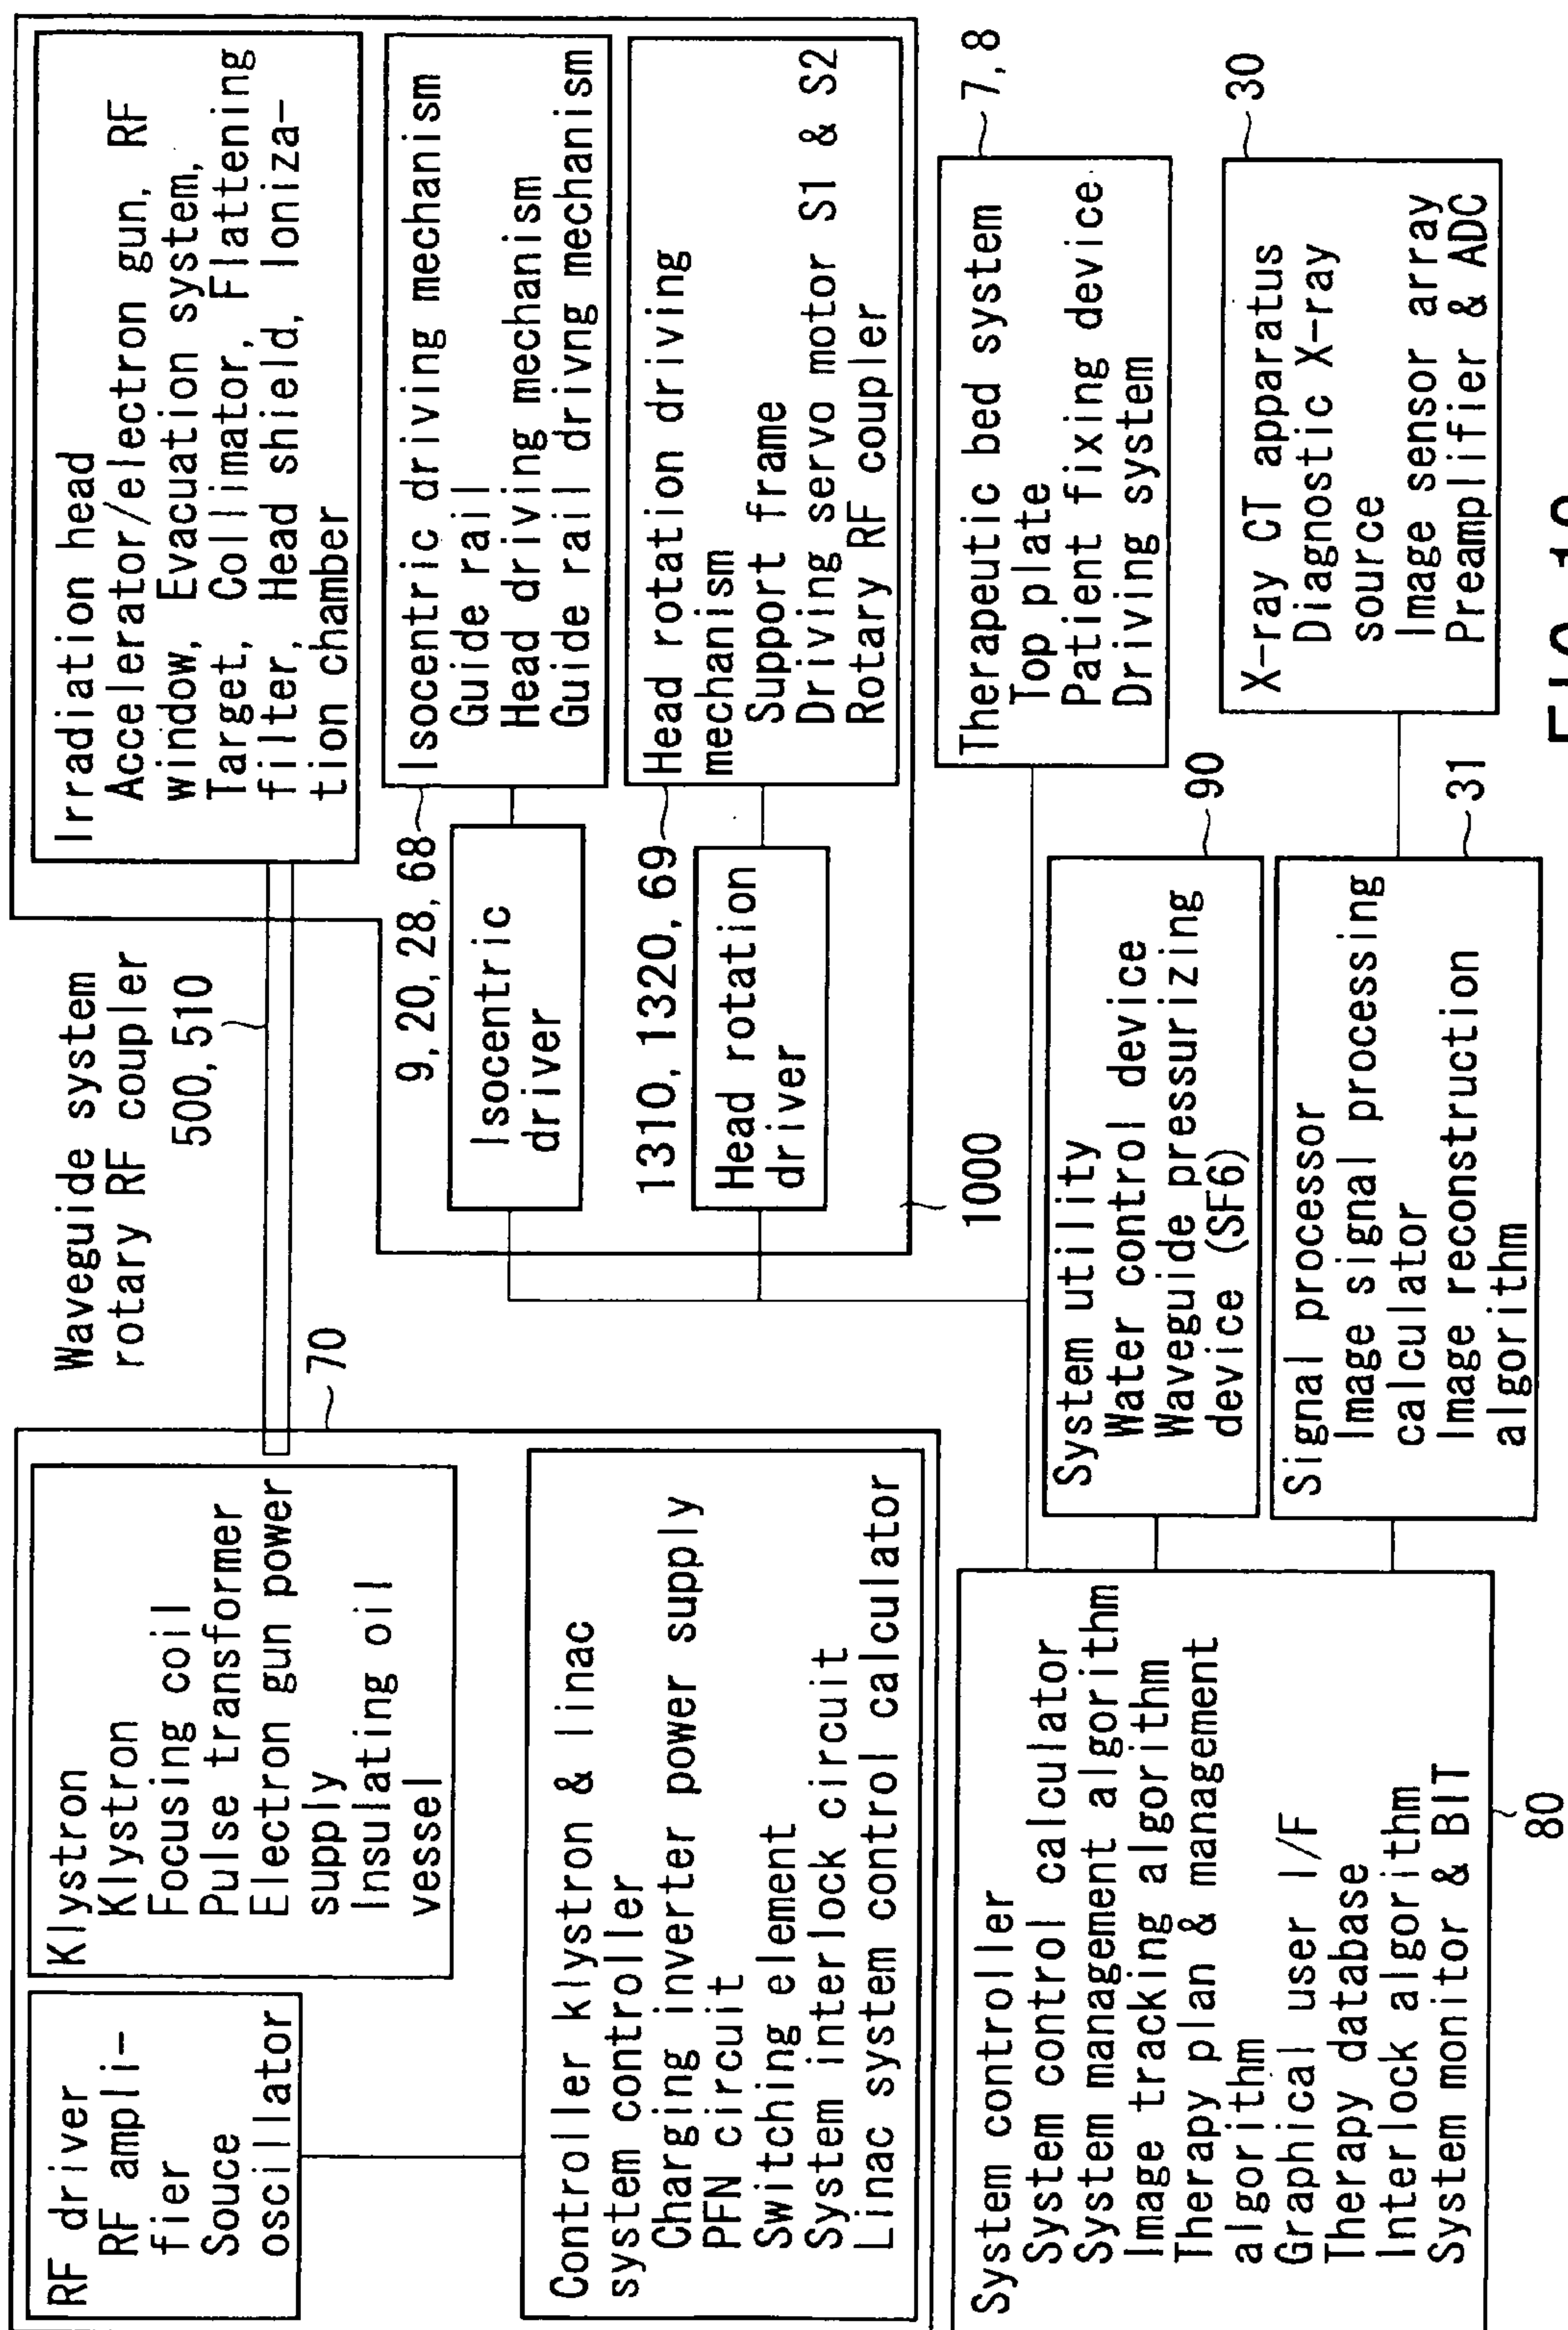 RF driver
RF ampli-
fier
Souce
oscillator
Klystron
Klystron
Focusing coil
Pulse transformer
Electron gun power
supply
Insulating oil
vessel
Controller klystron & linac
system controller
Charging inverter power supply
PFN circuit
Switching element
System interlock circuit
Linac system control calculator
70
Waveguide system
rotary RF coupler
500, 510
Irradiation head
Accelerator/electron gun, RF
window, Evacuation system,
Target, Collimator, Flattening
filter, Head shield, Ioniza-
tion chamber
9, 20, 28, 68
Isocentric
driver
Isocentric driving mechanism
Guide rail
Head driving mechanism
Guide rail drivng mechanism
1310, 1320, 69
Head rotation
driver
Head rotation driving
mechanism
Support frame
Driving servo motor S1 & S2
Rotary RF coupler
1000
System controller
System control calculator
System management algorithm
Image tracking algorithm
Therapy plan & management
algorithm
Graphical user I/F
Therapy database
Interlock algorithm
System monitor & BIT
80
Therapeutic bed system
Top plate
Patient fixing device
Driving system
7, 8
System utility
Water control device
Waveguide pressurizing
device (SF6)
90
Signal processor
Image signal processing
calculator
Image reconstruction
algorithm
31
X-ray CT apparatus
Diagnostic X-ray
source
Image sensor array
Preamplifier & ADC
30